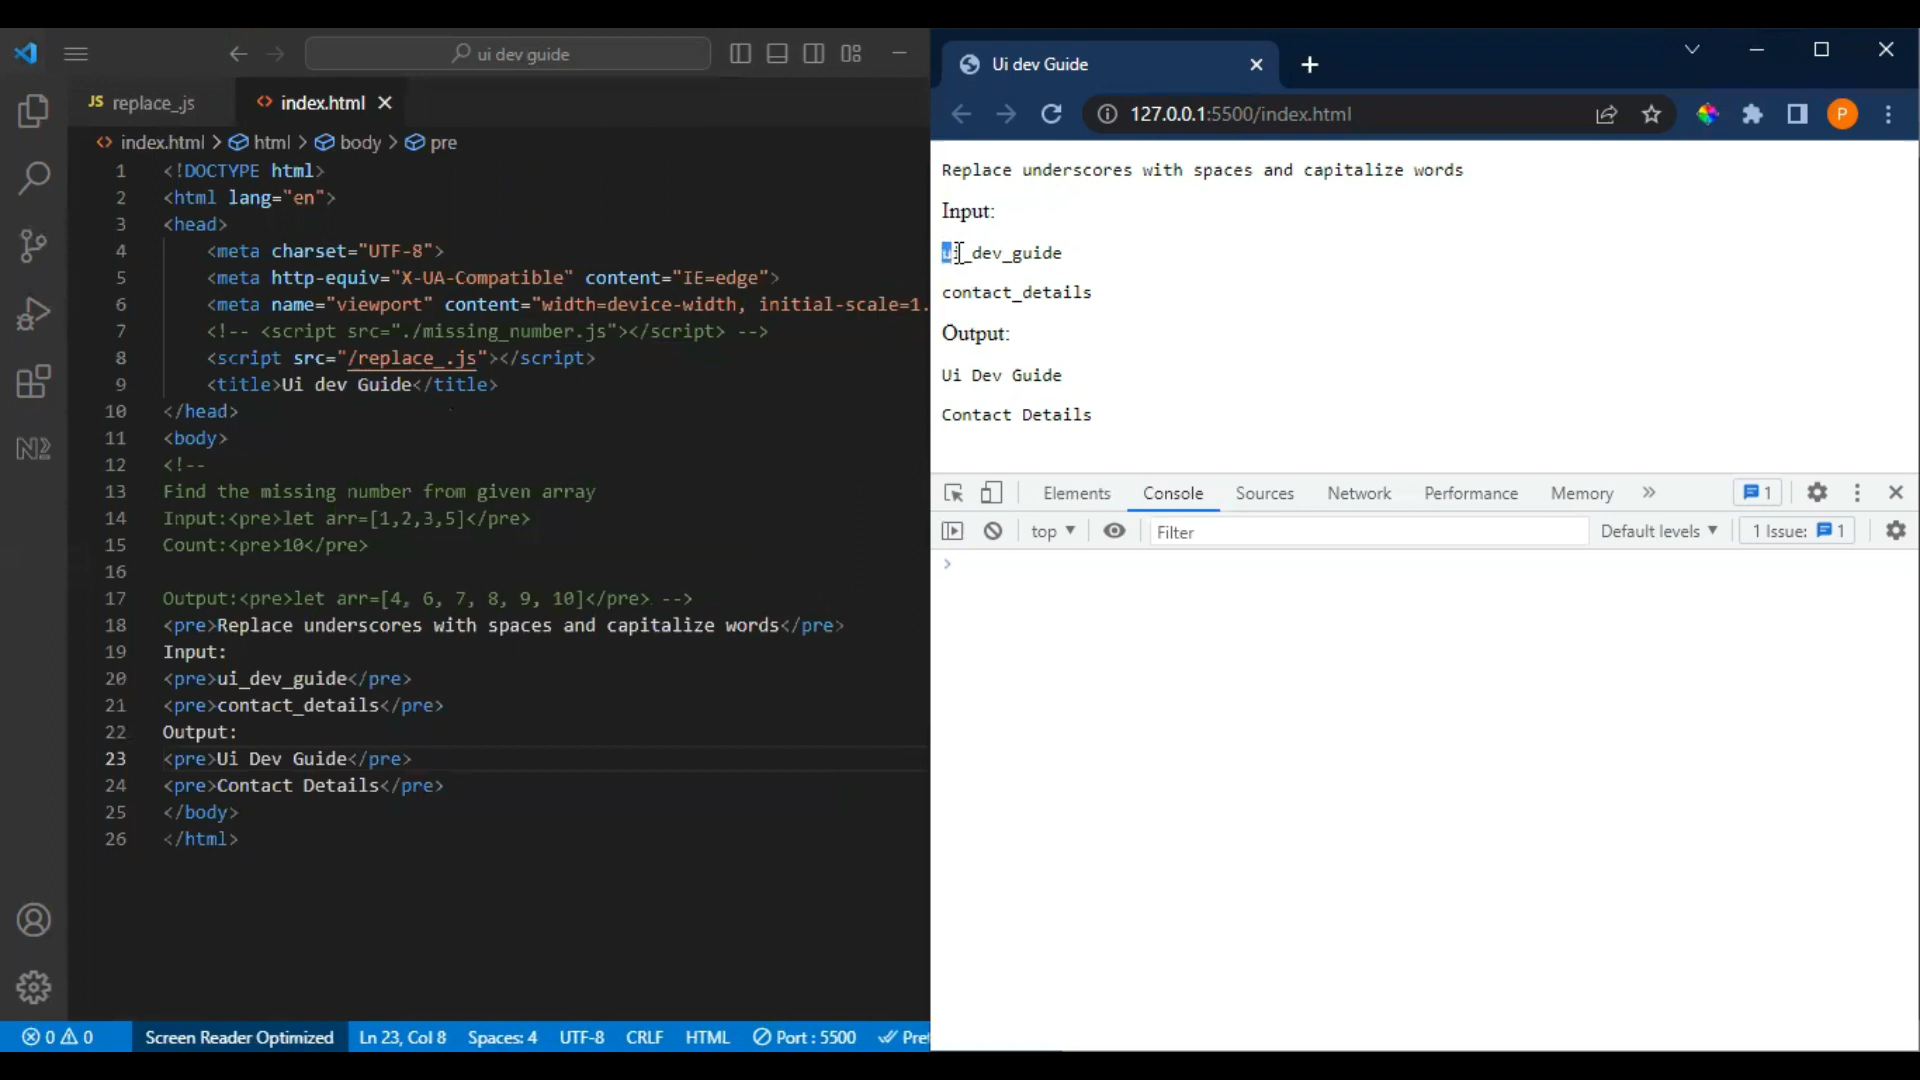 ui dev guide
JS replace_.js
index.html
index.html > html > body > pre
1 <!DOCTYPE html>
2 <html lang="en">
3 <head>
4 <meta charset="UTF-8">
5 <meta http-equiv="X-UA-Compatible" content="IE=edge">
6 <meta name="viewport" content="width=device-width, initial-scale=1.
7 <!-- <script src="./missing_number.js"></script> -->
8 <script src="/replace_.js"></script>
9 <title>Ui dev Guide</title>
10 </head>
11 <body>
12 <!--
13 Find the missing number from given array
14 Input:<pre>let arr=[1,2,3,5]</pre>
15 Count:<pre>10</pre>
16
17 Output:<pre>let arr=[4, 6, 7, 8, 9, 10]</pre> -->
18 <pre>Replace underscores with spaces and capitalize words</pre>
19 Input:
20 <pre>ui_dev_guide</pre>
21 <pre>contact_details</pre>
22 Output:
23 <pre>Ui Dev Guide</pre>
24 <pre>Contact Details</pre>
25 </body>
26 </html>
0 0 Screen Reader Optimized Ln 23, Col 8 Spaces: 4 UTF-8 CRLF HTML Port : 5500 Pre
Ui dev Guide
127.0.0.1:5500/index.html
P
Replace underscores with spaces and capitalize words
Input:
ui_dev_guide
contact_details
Output:
Ui Dev Guide
Contact Details
Elements Console Sources Network Performance Memory » 1
top Filter Default levels 1 Issue: 1
>